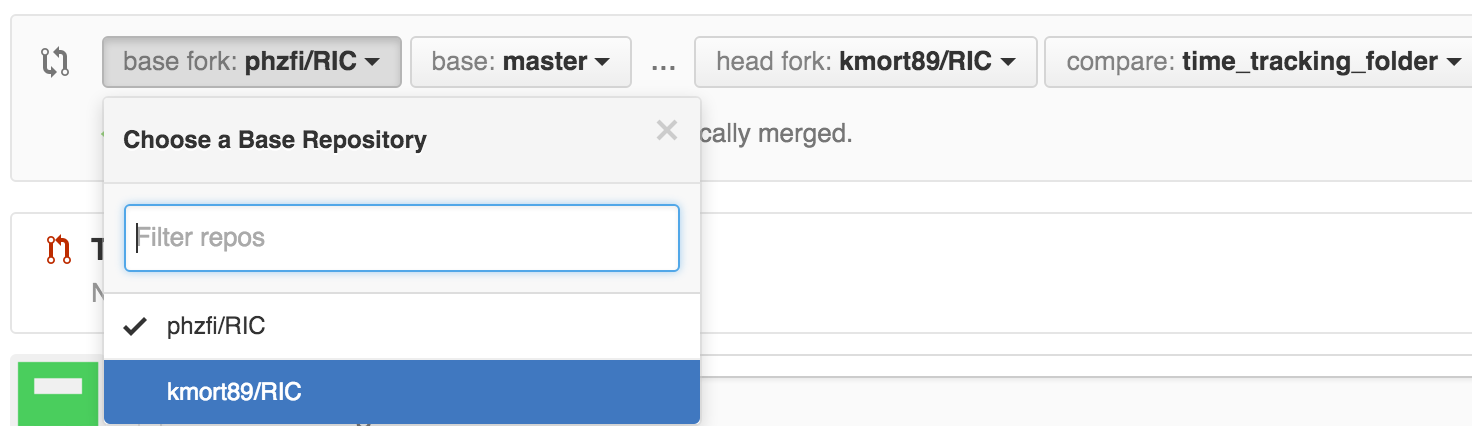 base fork: phzfi/RIC base: master ... head fork: kmort89/RIC compare: time_tracking_folder
Choose a Base Repository
cally merged.
Filter repos
phzfi/RIC
kmort89/RIC